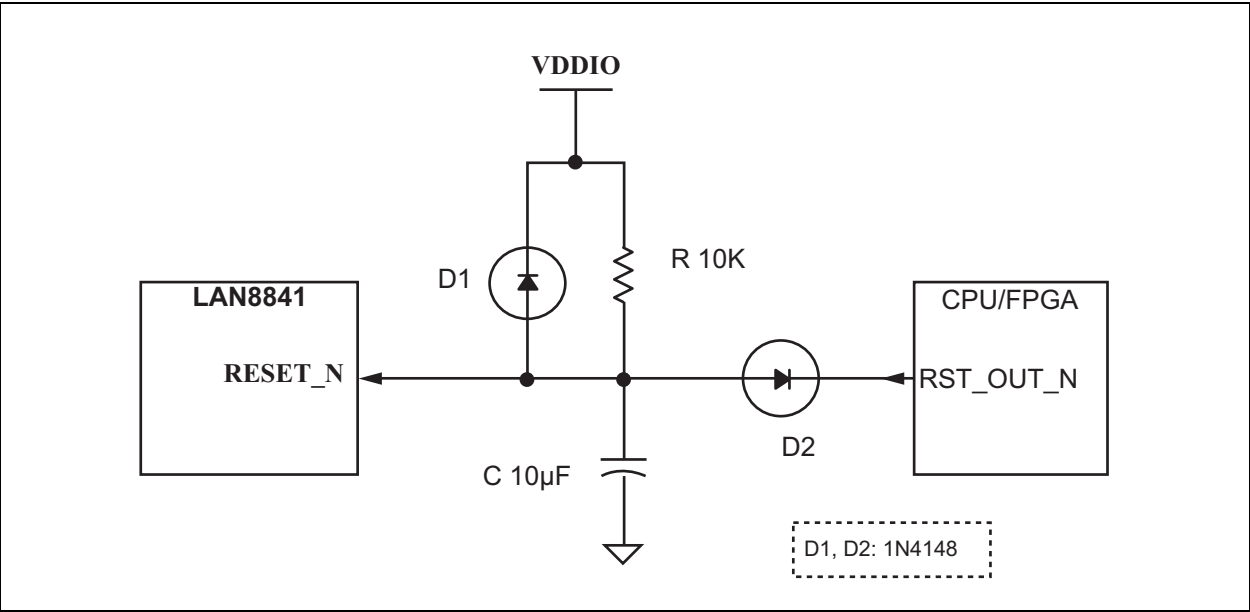 VDDIO
D1
R 10K
LAN8841
CPU/FPGA
RESET_N
RST_OUT_N
D2
C 10µF
D1, D2: 1N4148